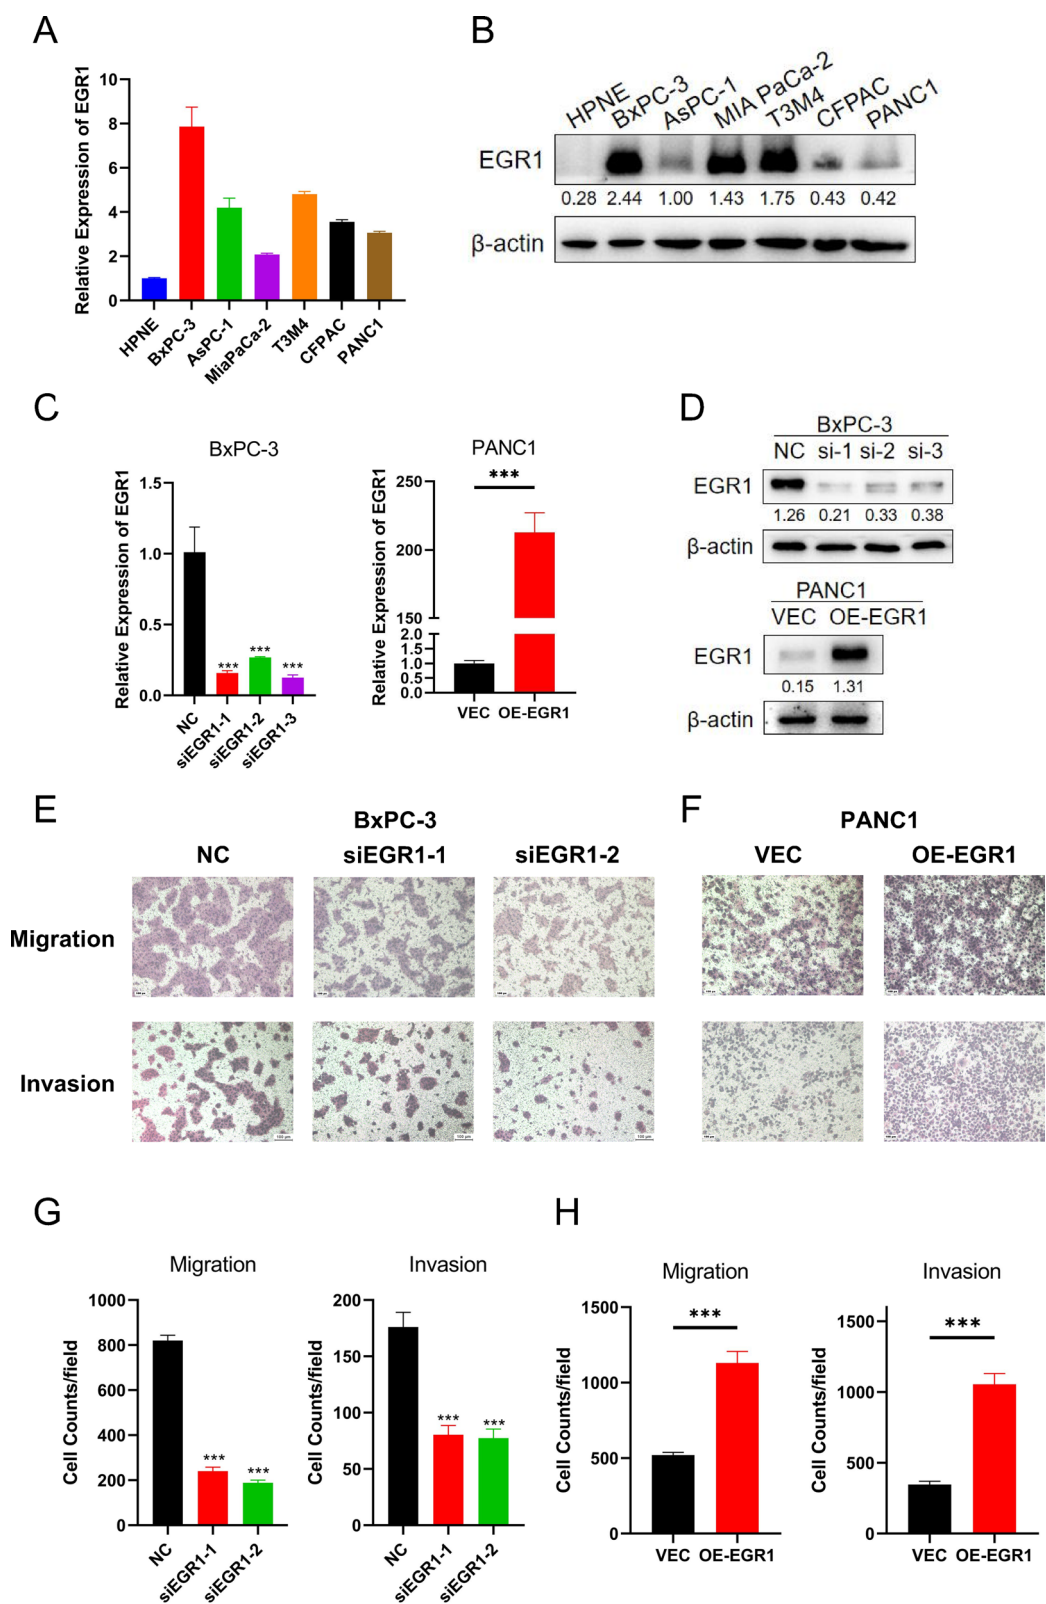 A
Relative Expression of EGR1
10
8
6
4
2
0
HPNE
BxPC-3
AsPC-1
MiaPaCa-2
T3M4
CFPAC
PANC1
B
HPNE BxPC-3 AsPC-1 MIA PaCa-2 T3M4 CFPAC PANC1
EGR1
0.28 2.44 1.00 1.43 1.75 0.43 0.42
β-actin
C
BxPC-3
Relative Expression of EGR1
1.5
1.0
0.5
0.0
*** *** ***
NC
siEGR1-1
siEGR1-2
siEGR1-3
PANC1
***
Relative Expression of EGR1
250
200
150
2.0
1.5
1.0
0.5
0.0
VEC OE-EGR1
D
BxPC-3
NC si-1 si-2 si-3
EGR1
1.26 0.21 0.33 0.38
β-actin
PANC1
VEC OE-EGR1
EGR1
0.15 1.31
β-actin
E
BxPC-3
NC siEGR1-1 siEGR1-2
Migration
Invasion
100 μm 100 μm
F
PANC1
VEC OE-EGR1
G
Migration
Cell Counts/field
1000
800
600
400
200
0
*** ***
NC
siEGR1-1
siEGR1-2
Invasion
Cell Counts/field
200
150
100
50
0
*** ***
NC
siEGR1-1
siEGR1-2
H
Migration
***
Cell Counts/field
1500
1000
500
0
VEC OE-EGR1
Invasion
***
Cell Counts/field
1500
1000
500
0
VEC OE-EGR1